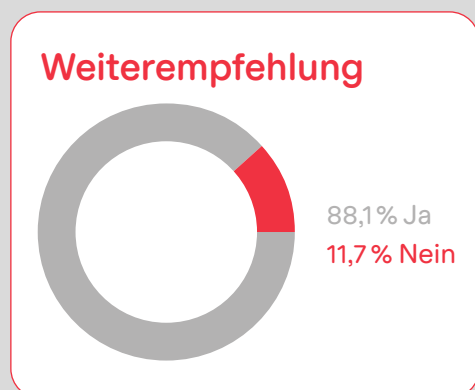 Weiterempfehlung
88,1 % Ja
11,7 % Nein